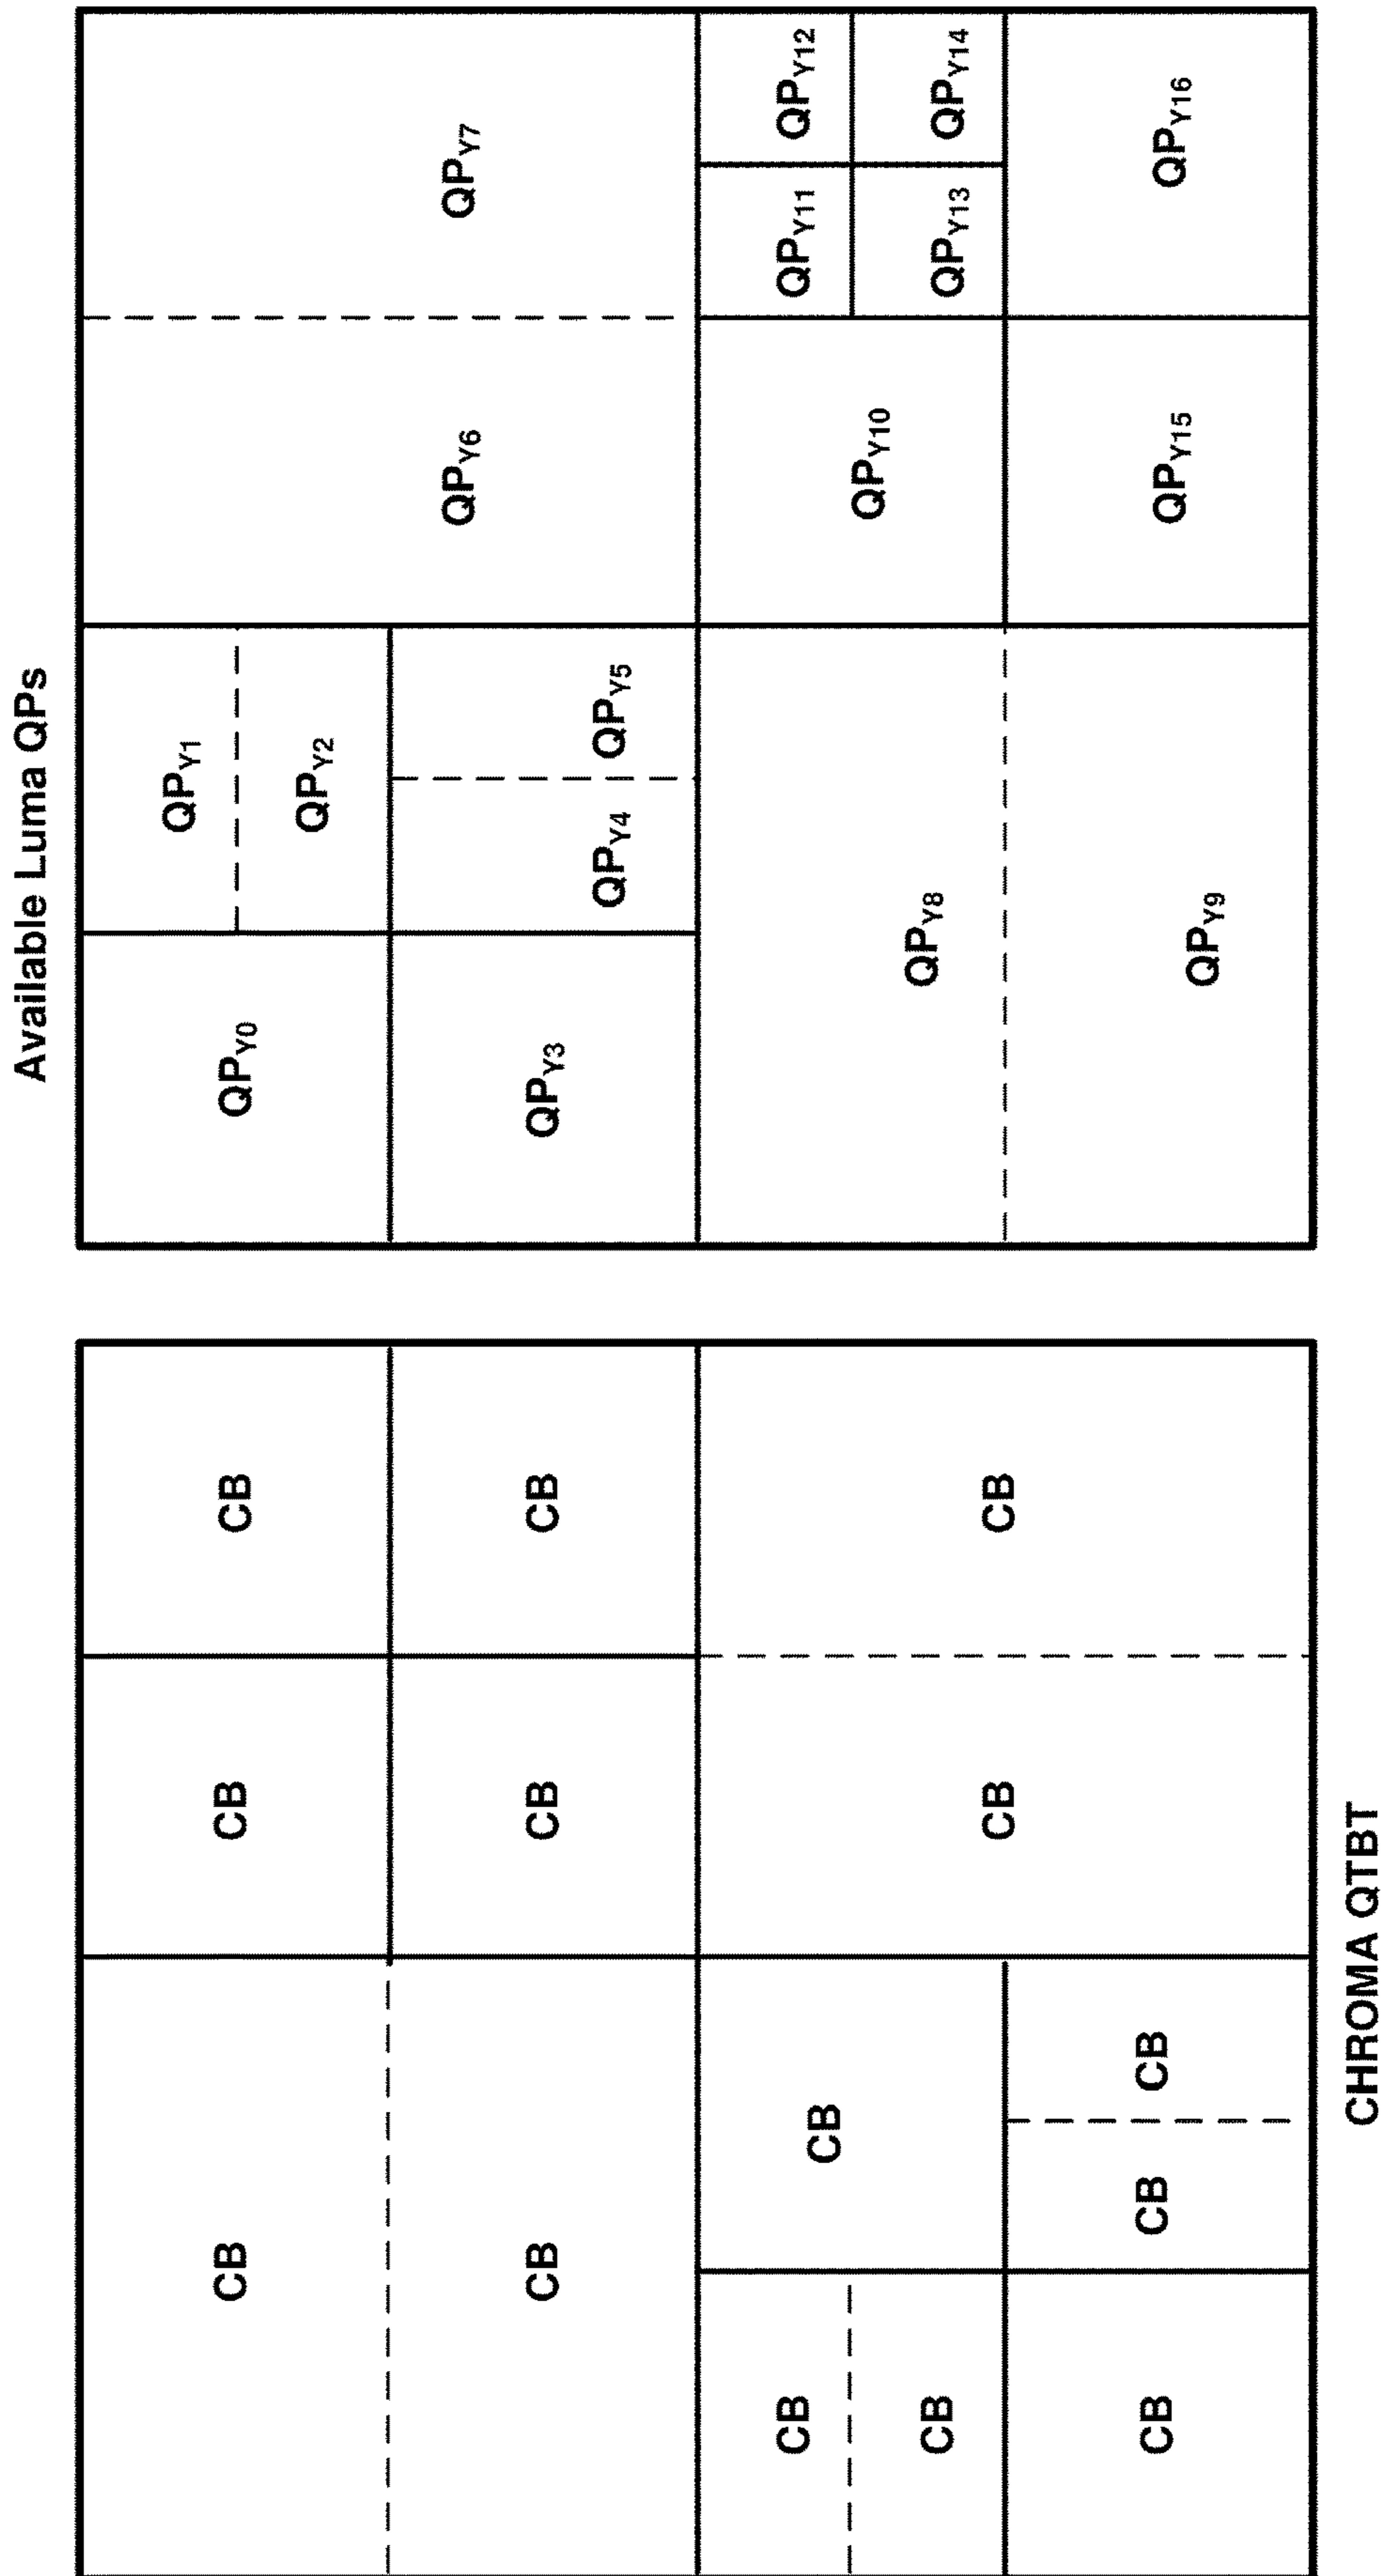 CB
CB
CB
CB
CB
CB
CB
CB
CB
CB
CB
CB
CB
CB
CHROMA QTBT
Available Luma QPs
QPY0
QPY1
QPY2
QPY3
QPY4
QPY5
QPY6
QPY7
QPY8
QPY9
QPY10
QPY11
QPY12
QPY13
QPY14
QPY15
QPY16